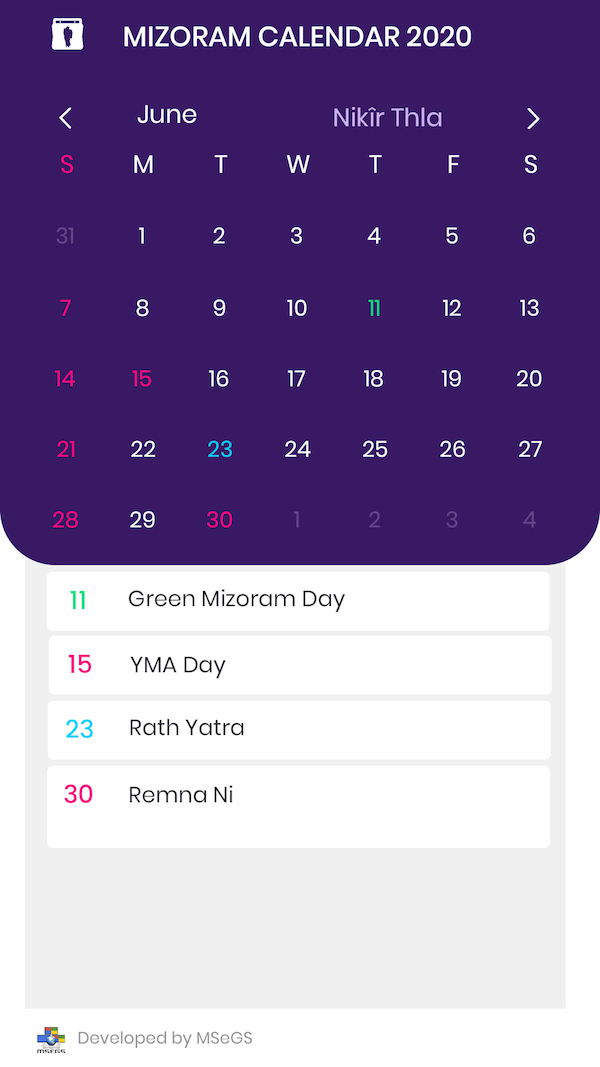 MIZORAM CALENDAR 2020
June Nikîr Thla
S M T W T F S
31 1 2 3 4 5 6
7 8 9 10 11 12 13
14 15 16 17 18 19 20
21 22 23 24 25 26 27
28 29 30 1 2 3 4
11 Green Mizoram Day
15 YMA Day
23 Rath Yatra
30 Remna Ni
MSeGS Developed by MSeGS